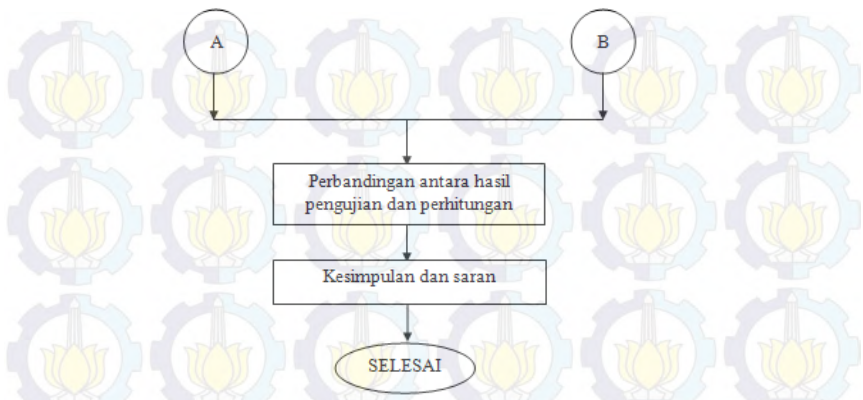 A
B
Perbandingan antara hasil
pengujian dan perhitungan
Kesimpulan dan saran
SELESAI